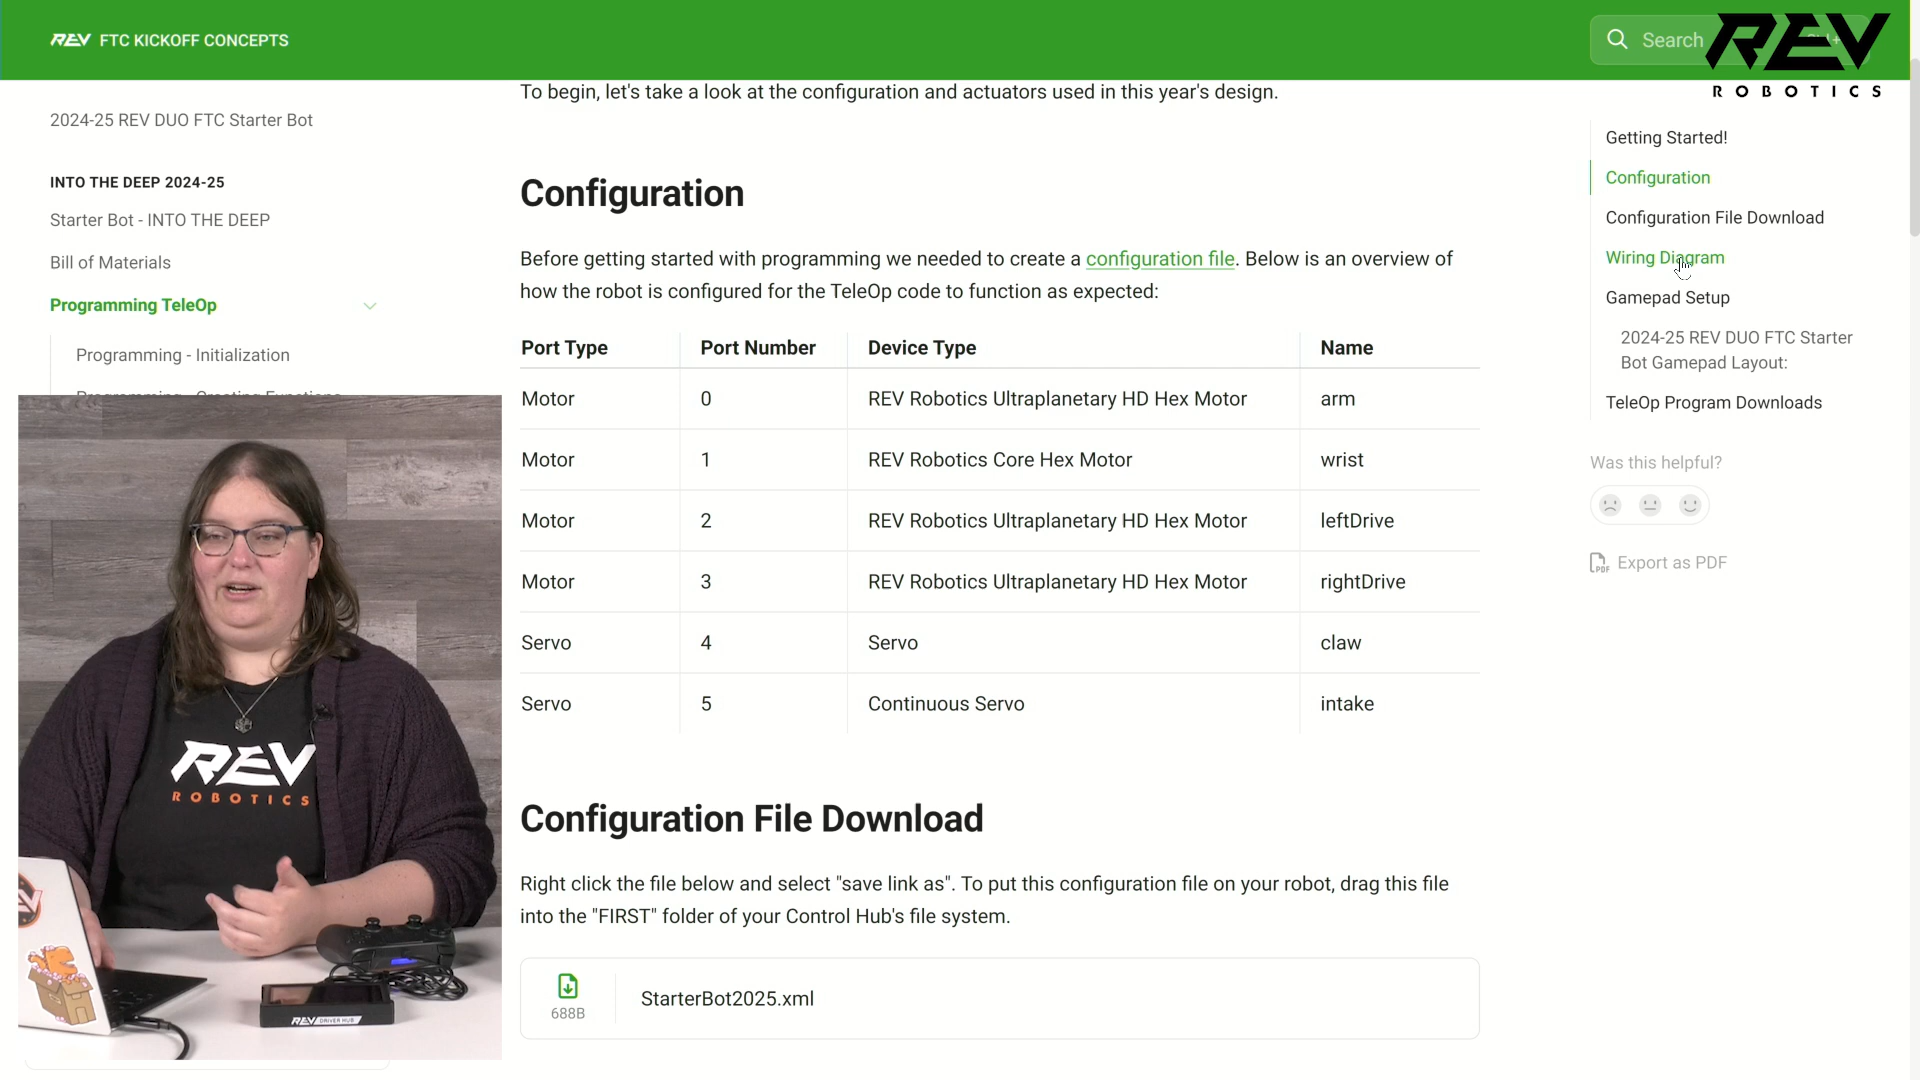 REV FTC KICKOFF CONCEPTS
Search
REV
ROBOTICS
2024-25 REV DUO FTC Starter Bot
INTO THE DEEP 2024-25
Starter Bot - INTO THE DEEP
Bill of Materials
Programming TeleOp
Programming - Initialization
Programming - Creating Functions
To begin, let's take a look at the configuration and actuators used in this year's design.
Configuration
Before getting started with programming we needed to create a configuration file. Below is an overview of
how the robot is configured for the TeleOp code to function as expected:
Port Type Port Number Device Type Name
Motor 0 REV Robotics Ultraplanetary HD Hex Motor arm
Motor 1 REV Robotics Core Hex Motor wrist
Motor 2 REV Robotics Ultraplanetary HD Hex Motor leftDrive
Motor 3 REV Robotics Ultraplanetary HD Hex Motor rightDrive
Servo 4 Servo claw
Servo 5 Continuous Servo intake
Configuration File Download
Right click the file below and select "save link as". To put this configuration file on your robot, drag this file
into the "FIRST" folder of your Control Hub's file system.
688B
StarterBot2025.xml
Getting Started!
Configuration
Configuration File Download
Wiring Diagram
Gamepad Setup
2024-25 REV DUO FTC Starter
Bot Gamepad Layout:
TeleOp Program Downloads
Was this helpful?
PDF Export as PDF
REV
ROBOTICS
REV DRIVER HUB